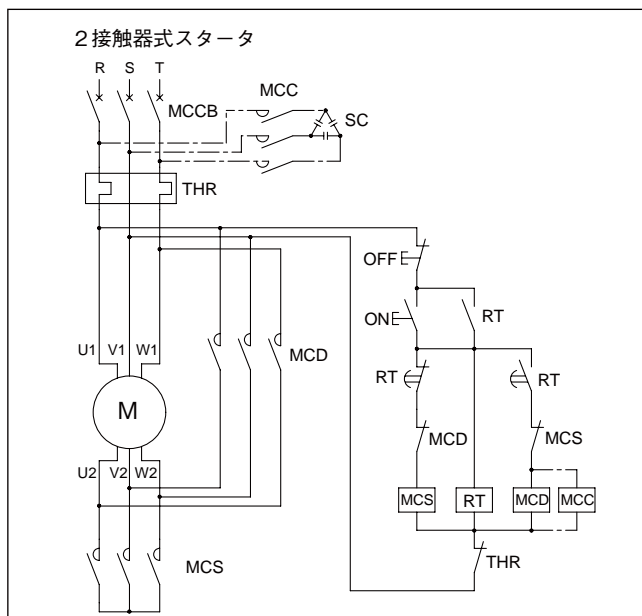 2接触器式スタータ
R S T
MCC
MCCB
SC
THR
OFF
ON
RT
U1 V1 W1
MCD
RT
RT
M
MCD
MCS
U2 V2 W2
MCS
RT
MCD
MCC
MCS
THR